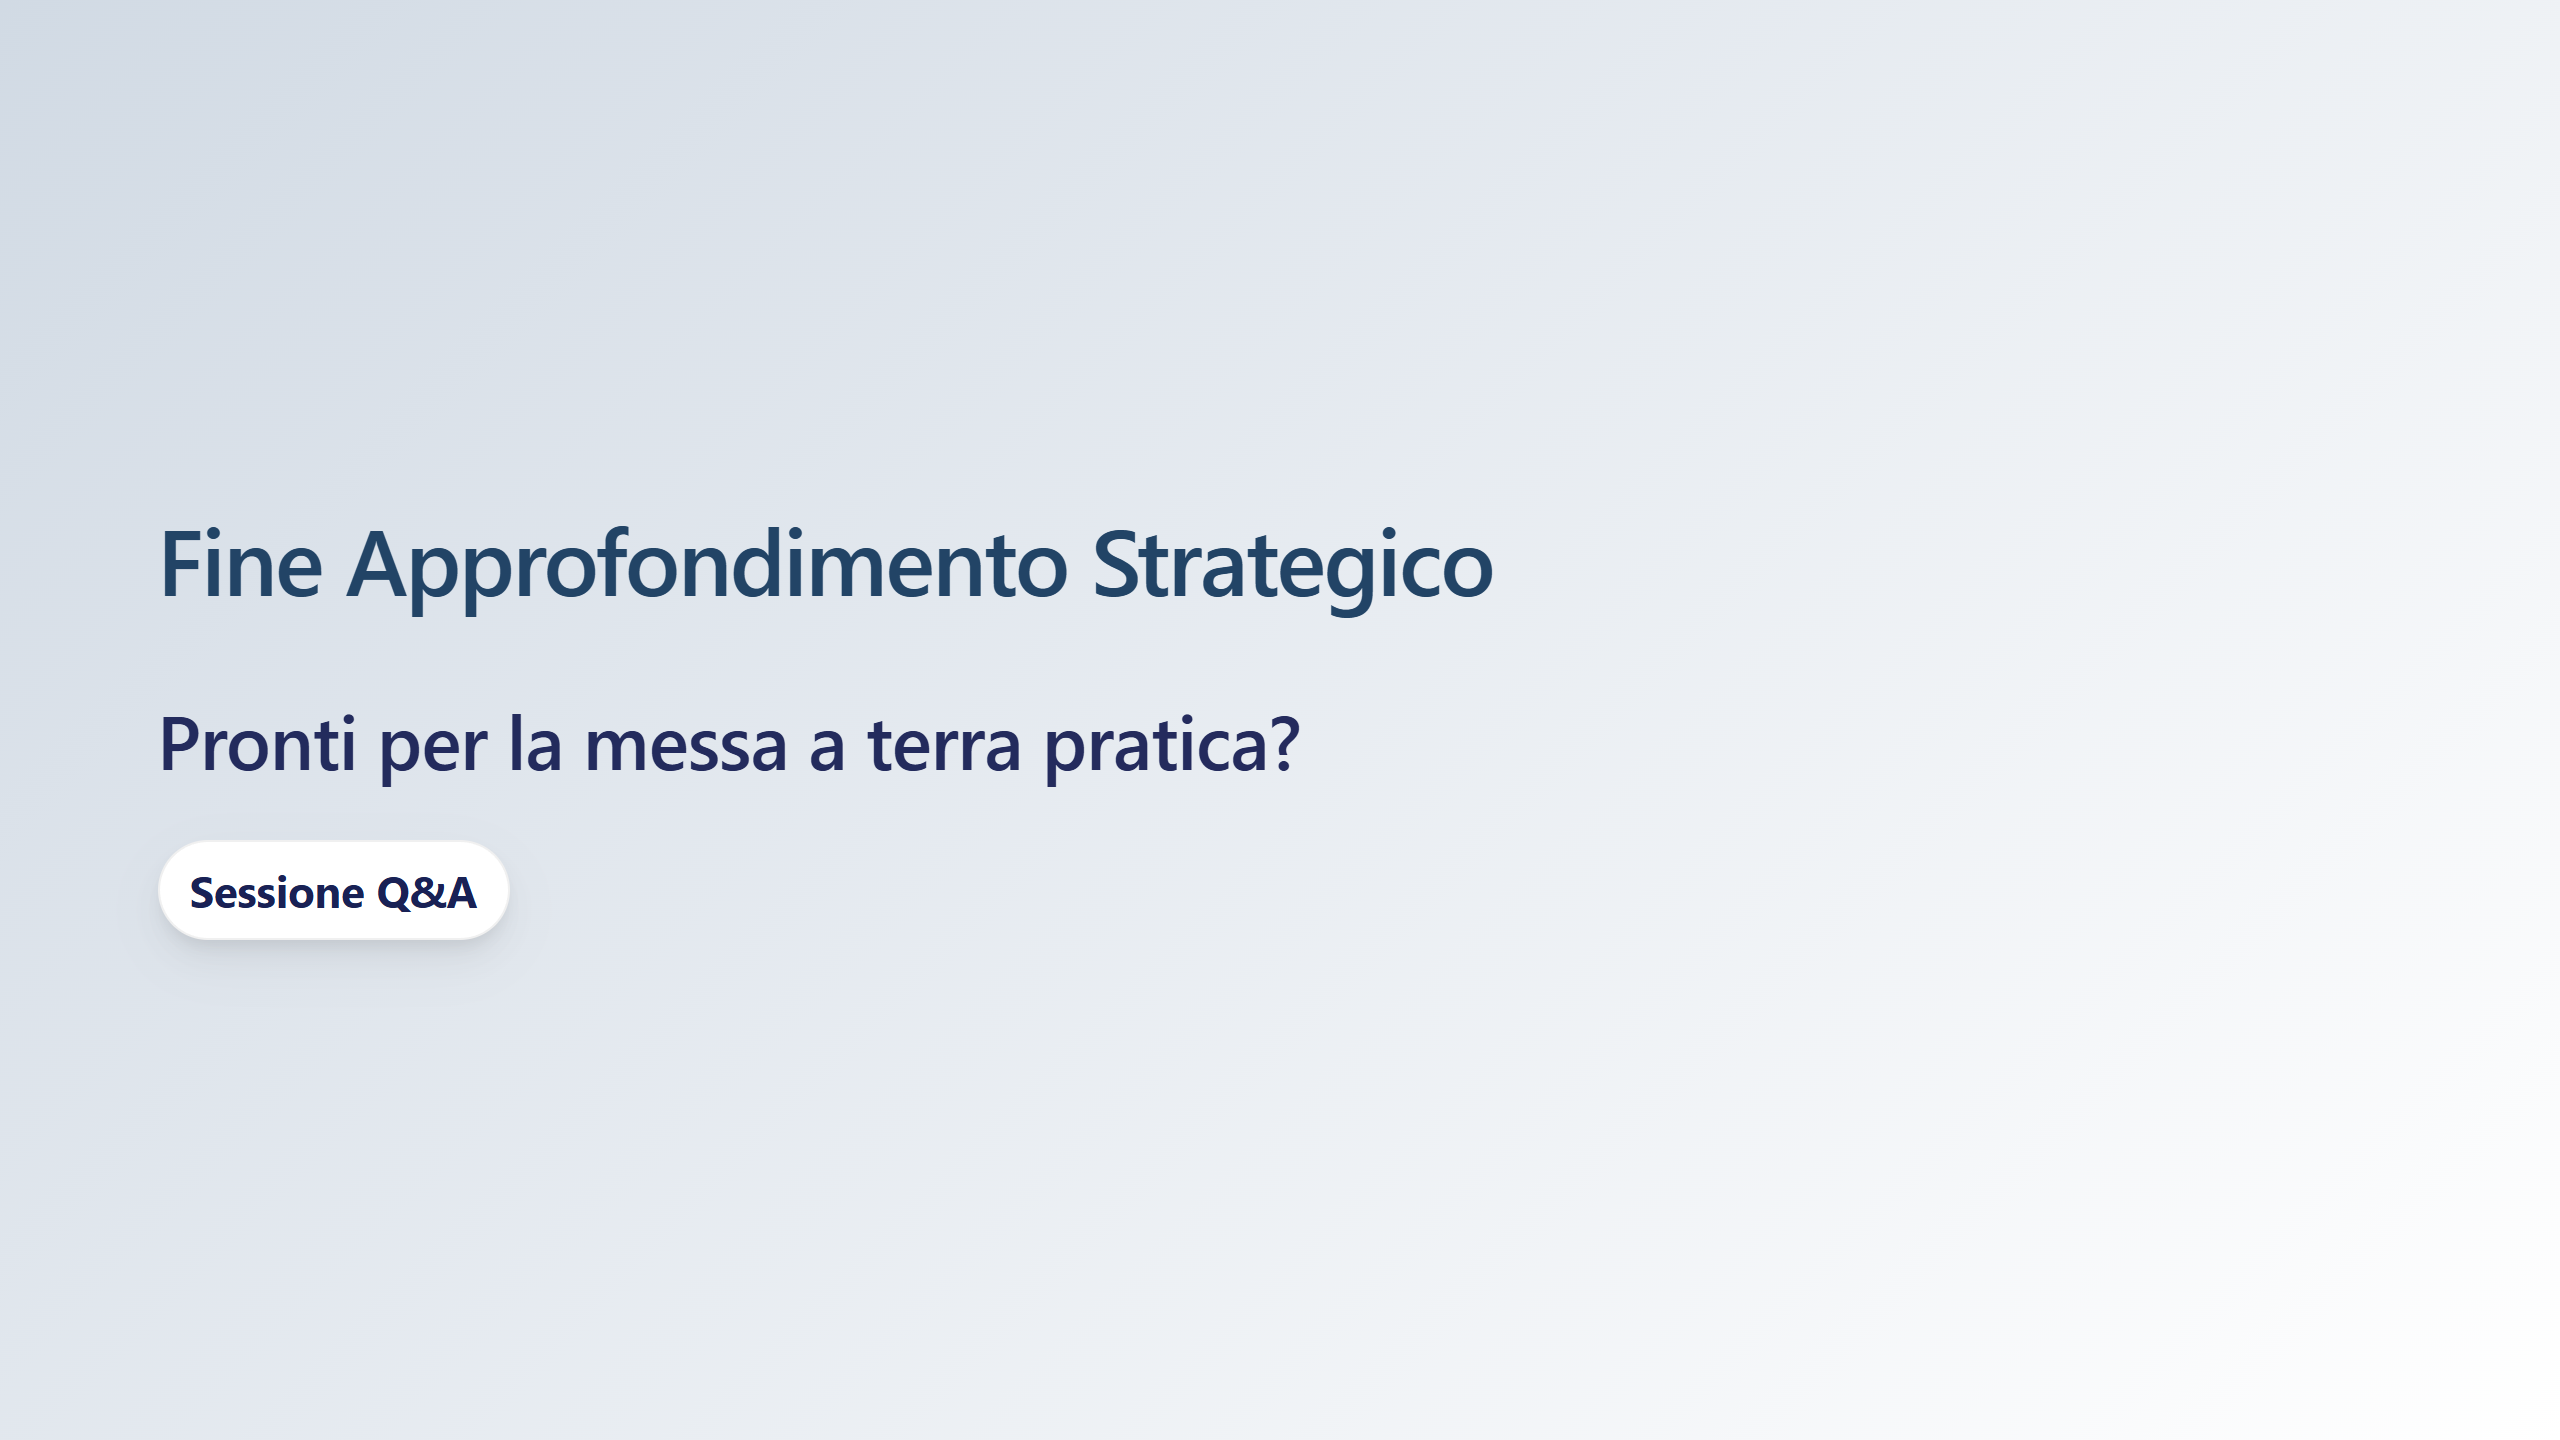 Fine Approfondimento Strategico
Pronti per la messa a terra pratica?
Sessione Q&A